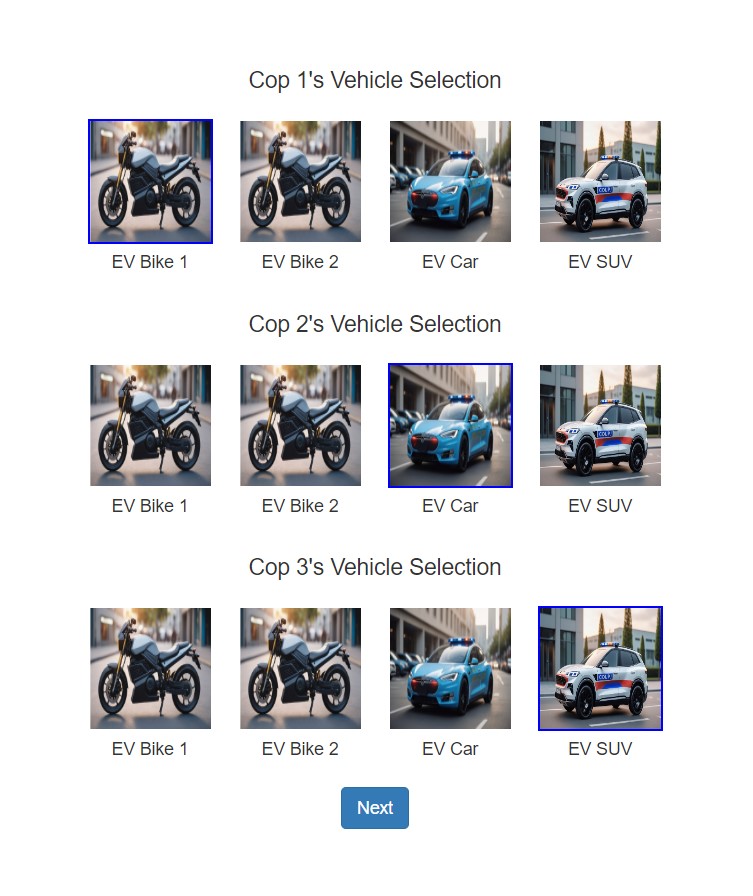 Cop 1's Vehicle Selection
EV Bike 1 EV Bike 2 EV Car EV SUV
Cop 2's Vehicle Selection
EV Bike 1 EV Bike 2 EV Car EV SUV
Cop 3's Vehicle Selection
EV Bike 1 EV Bike 2 EV Car EV SUV
Next